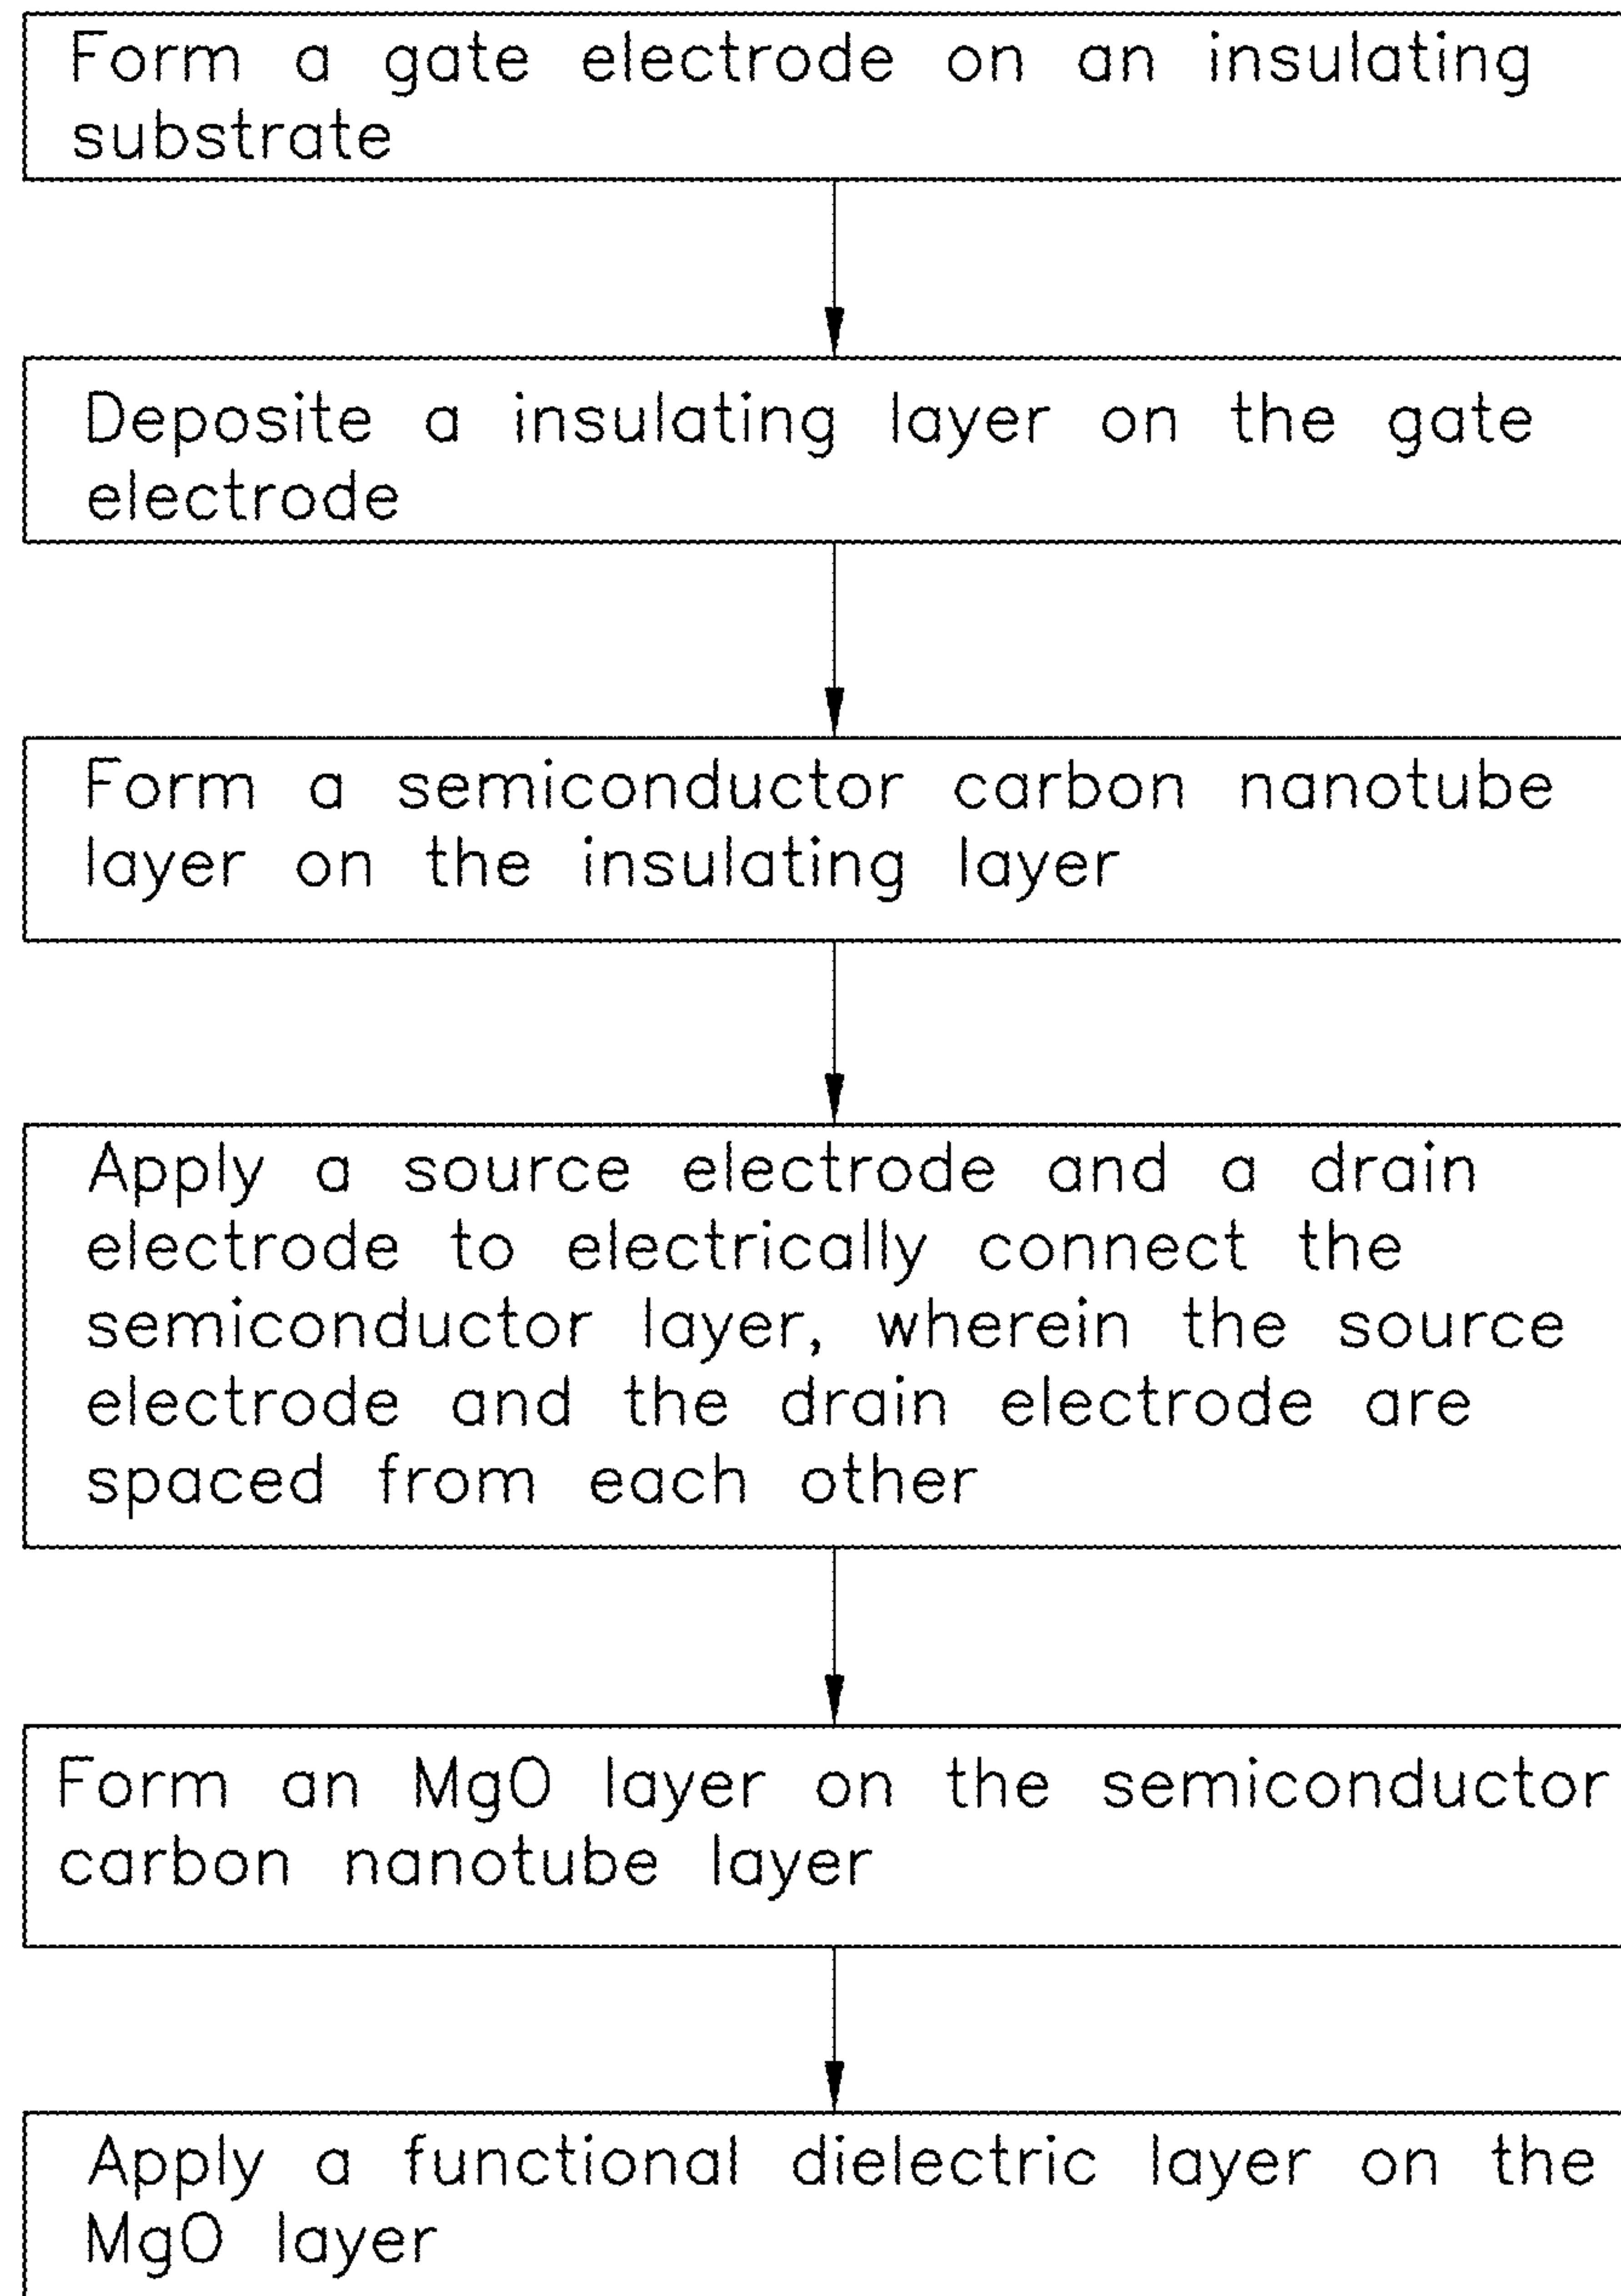 Form a gate electrode on an insulating
substrate
Deposite a insulating layer on the gate
electrode
Form a semiconductor carbon nanotube
layer on the insulating layer
Apply a source electrode and a drain
electrode to electrically connect the
semiconductor layer, wherein the source
electrode and the drain electrode are
spaced from each other
Form an MgO layer on the semiconductor
carbon nanotube layer
Apply a functional dielectric layer on the
MgO layer